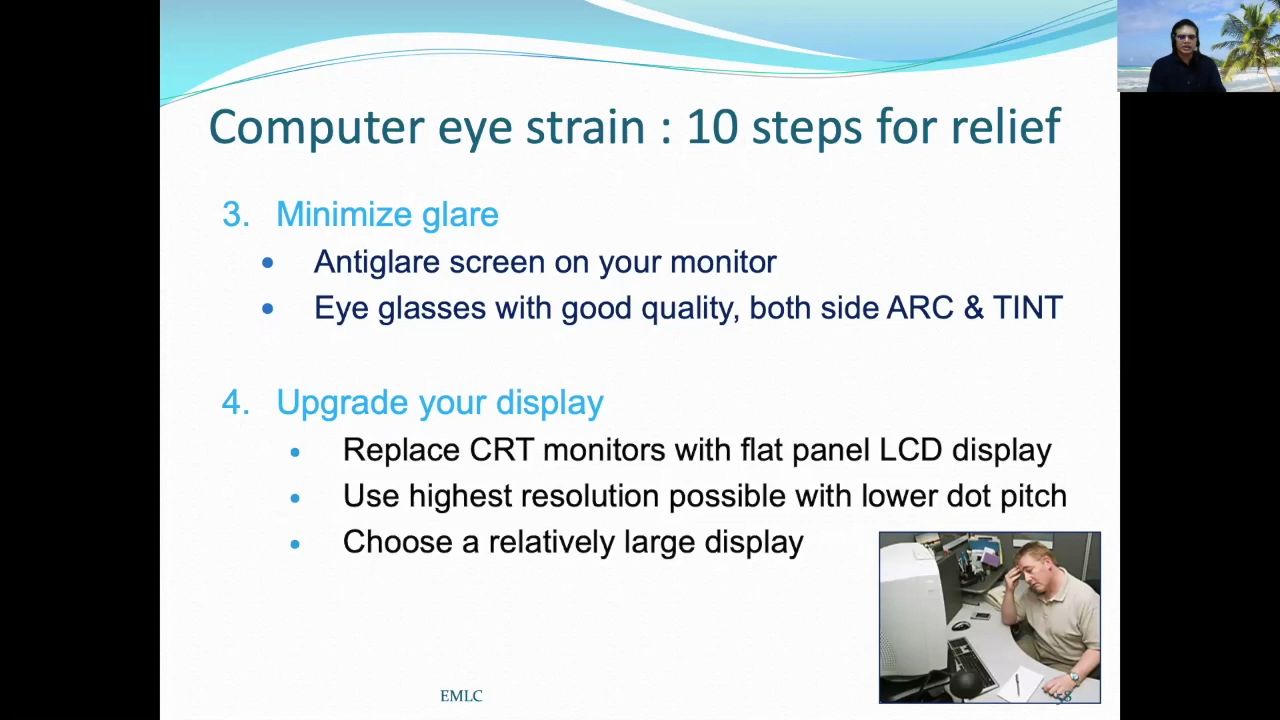 Computer eye strain : 10 steps for relief
3. Minimize glare
• Antiglare screen on your monitor
• Eye glasses with good quality, both side ARC & TINT
4. Upgrade your display
• Replace CRT monitors with flat panel LCD display
• Use highest resolution possible with lower dot pitch
• Choose a relatively large display
EMLC